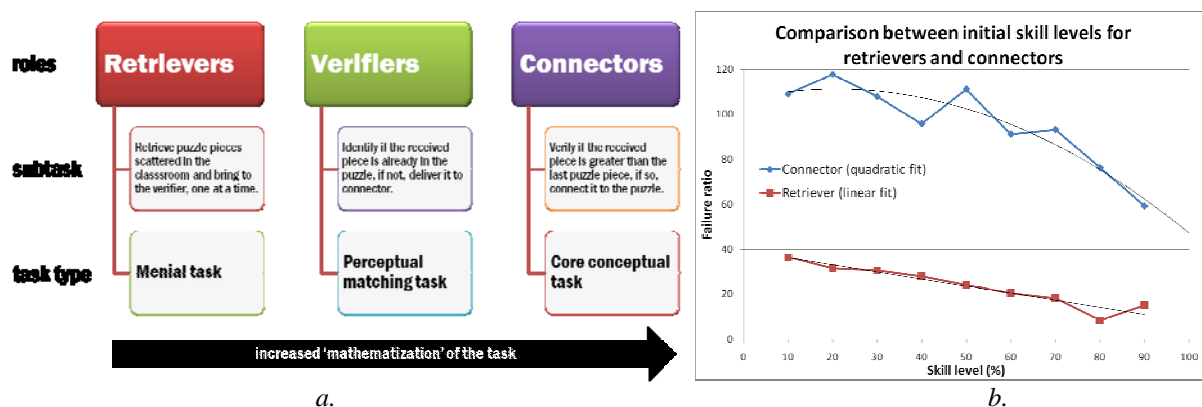 roles
Retrievers
Verifiers
Connectors
subtask
Retrieve puzzle pieces
scattered in the
classroom and bring to
the verifier, one at a time.
Identify if the received
piece is already in the
puzzle, if not, deliver it to
connector.
Verify if the received
piece is greater than the
last puzzle piece, if so,
connect it to the puzzle.
task type
Menial task
Perceptual
matching task
Core conceptual
task
increased 'mathematization' of the task
a.
Comparison between initial skill levels for
retrievers and connectors
Failure ratio
120
100
80
60
40
20
0
Connector (quadratic fit)
Retriever (linear fit)
0 10 20 30 40 50 60 70 80 90 100
Skill level (%)
b.